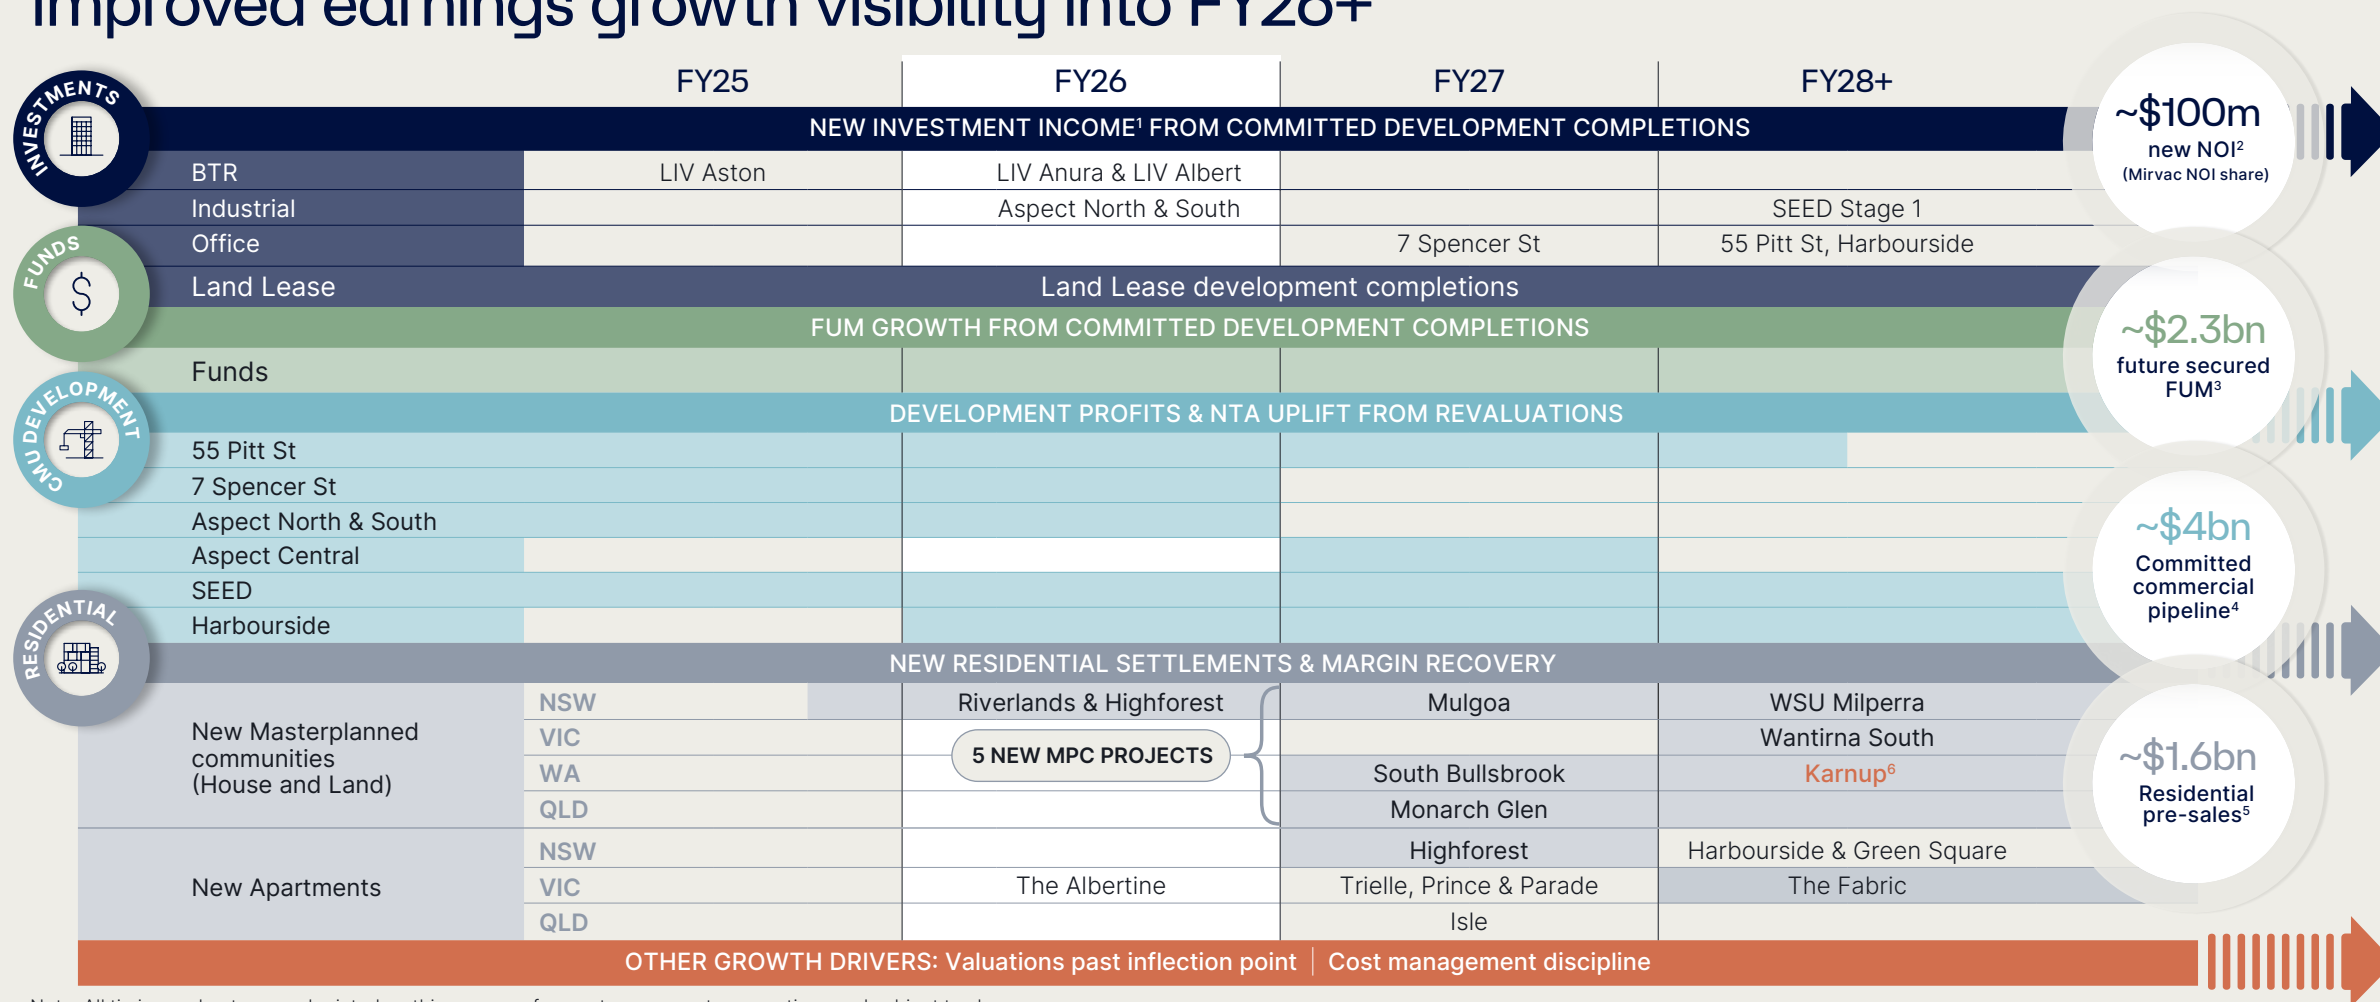 Improved earnings growth visibility into FY26+
FY25 FY26 FY27 FY28+
INVESTMENTS
NEW INVESTMENT INCOME¹ FROM COMMITTED DEVELOPMENT COMPLETIONS
BTR LIV Aston LIV Anura & LIV Albert
Industrial Aspect North & South SEED Stage 1
Office 7 Spencer St 55 Pitt St, Harbourside
Land Lease Land Lease development completions
~$100m
new NOI²
(Mirvac NOI share)
FUNDS
$
FUM GROWTH FROM COMMITTED DEVELOPMENT COMPLETIONS
Funds
~$2.3bn
future secured
FUM³
CMU DEVELOPMENT
DEVELOPMENT PROFITS & NTA UPLIFT FROM REVALUATIONS
55 Pitt St
7 Spencer St
Aspect North & South
Aspect Central
SEED
Harbourside
~$4bn
Committed
commercial
pipeline⁴
RESIDENTIAL
NEW RESIDENTIAL SETTLEMENTS & MARGIN RECOVERY
New Masterplanned
communities
(House and Land)
NSW Riverlands & Highforest Mulgoa WSU Milperra
VIC Wantirna South
5 NEW MPC PROJECTS
WA South Bullsbrook Karnup⁶
QLD Monarch Glen
New Apartments
NSW Highforest Harbourside & Green Square
VIC The Albertine Trielle, Prince & Parade The Fabric
QLD Isle
~$1.6bn
Residential
pre-sales⁵
OTHER GROWTH DRIVERS: Valuations past inflection point | Cost management discipline